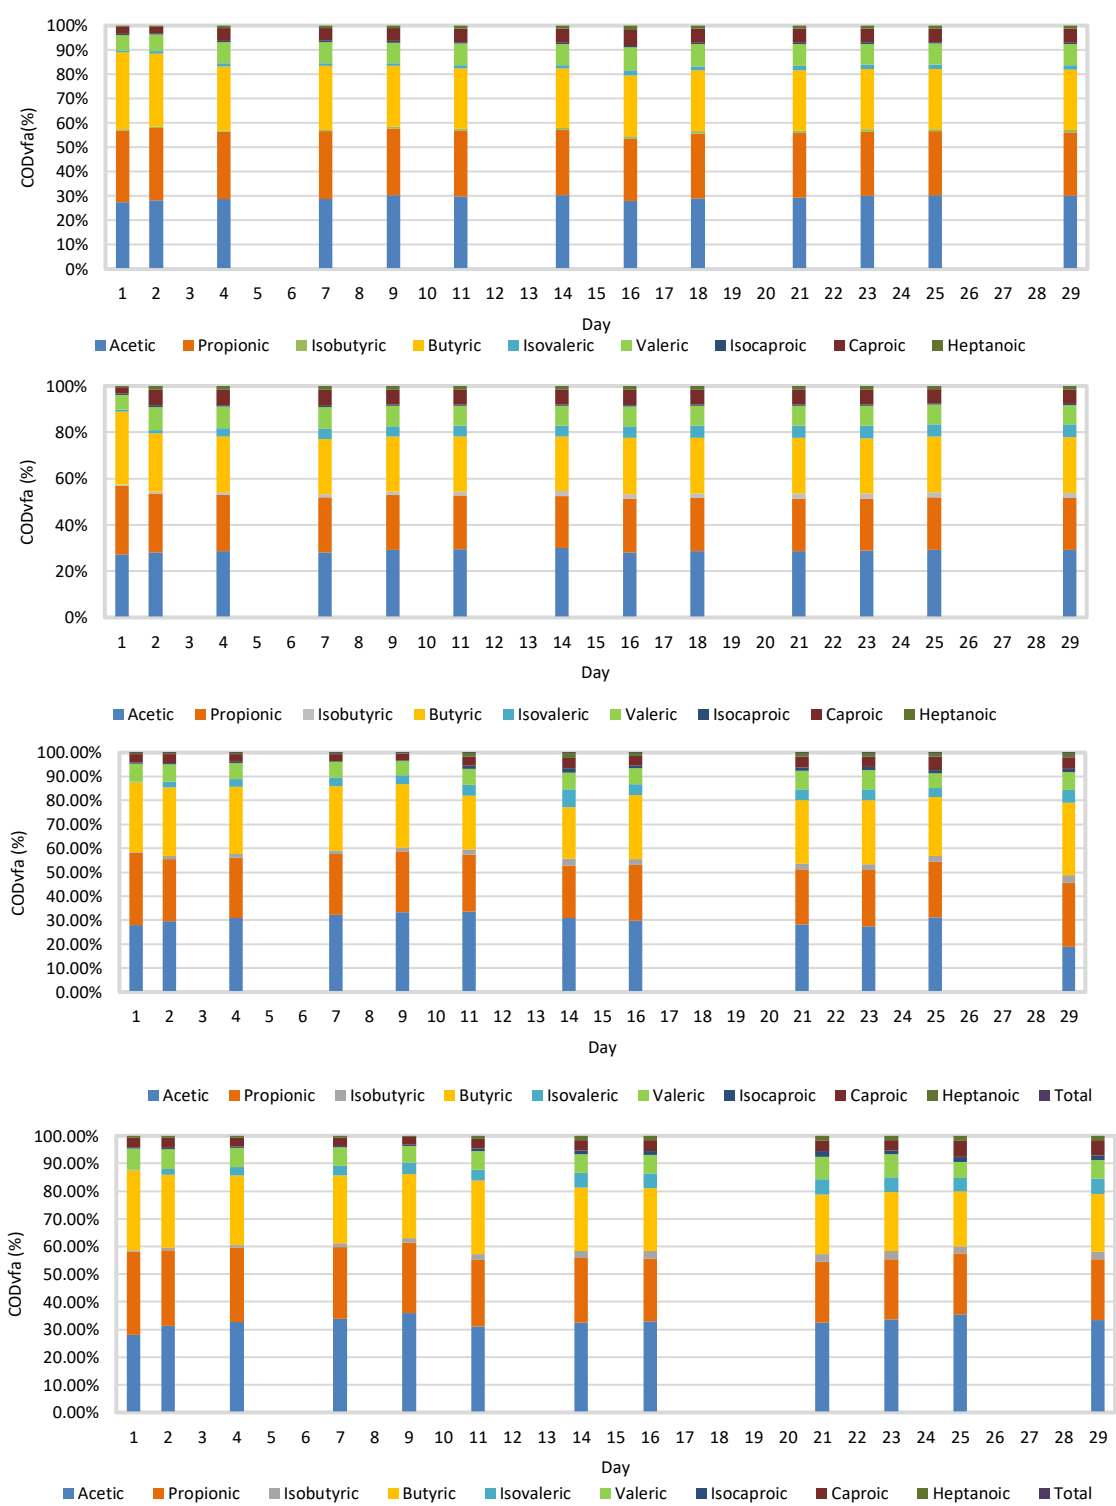 100%
90%
80%
70%
60%
50%
40%
30%
20%
10%
0%
CODvfa(%)
1 2 3 4 5 6 7 8 9 10 11 12 13 14 15 16 17 18 19 20 21 22 23 24 25 26 27 28 29
Day
Acetic Propionic Isobutyric Butyric Isovaleric Valeric Isocaproic Caproic Heptanoic
100%
80%
60%
40%
20%
0%
CODvfa (%)
1 2 3 4 5 6 7 8 9 10 11 12 13 14 15 16 17 18 19 20 21 22 23 24 25 26 27 28 29
Day
Acetic Propionic Isobutyric Butyric Isovaleric Valeric Isocaproic Caproic Heptanoic
100.00%
90.00%
80.00%
70.00%
60.00%
50.00%
40.00%
30.00%
20.00%
10.00%
0.00%
CODvfa (%)
1 2 3 4 5 6 7 8 9 10 11 12 13 14 15 16 17 18 19 20 21 22 23 24 25 26 27 28 29
Day
Acetic Propionic Isobutyric Butyric Isovaleric Valeric Isocaproic Caproic Heptanoic Total
100.00%
90.00%
80.00%
70.00%
60.00%
50.00%
40.00%
30.00%
20.00%
10.00%
0.00%
CODvfa (%)
1 2 3 4 5 6 7 8 9 10 11 12 13 14 15 16 17 18 19 20 21 22 23 24 25 26 27 28 29
Day
Acetic Propionic Isobutyric Butyric Isovaleric Valeric Isocaproic Caproic Heptanoic Total